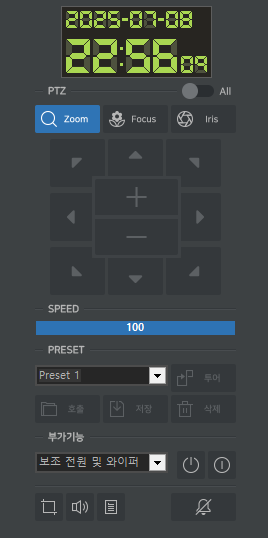 2025-07-08
22:55 09
PTZ All
Zoom Focus Iris
SPEED
100
PRESET
Preset 1 투어
호출 저장 삭제
부가기능
보조 전원 및 와이퍼